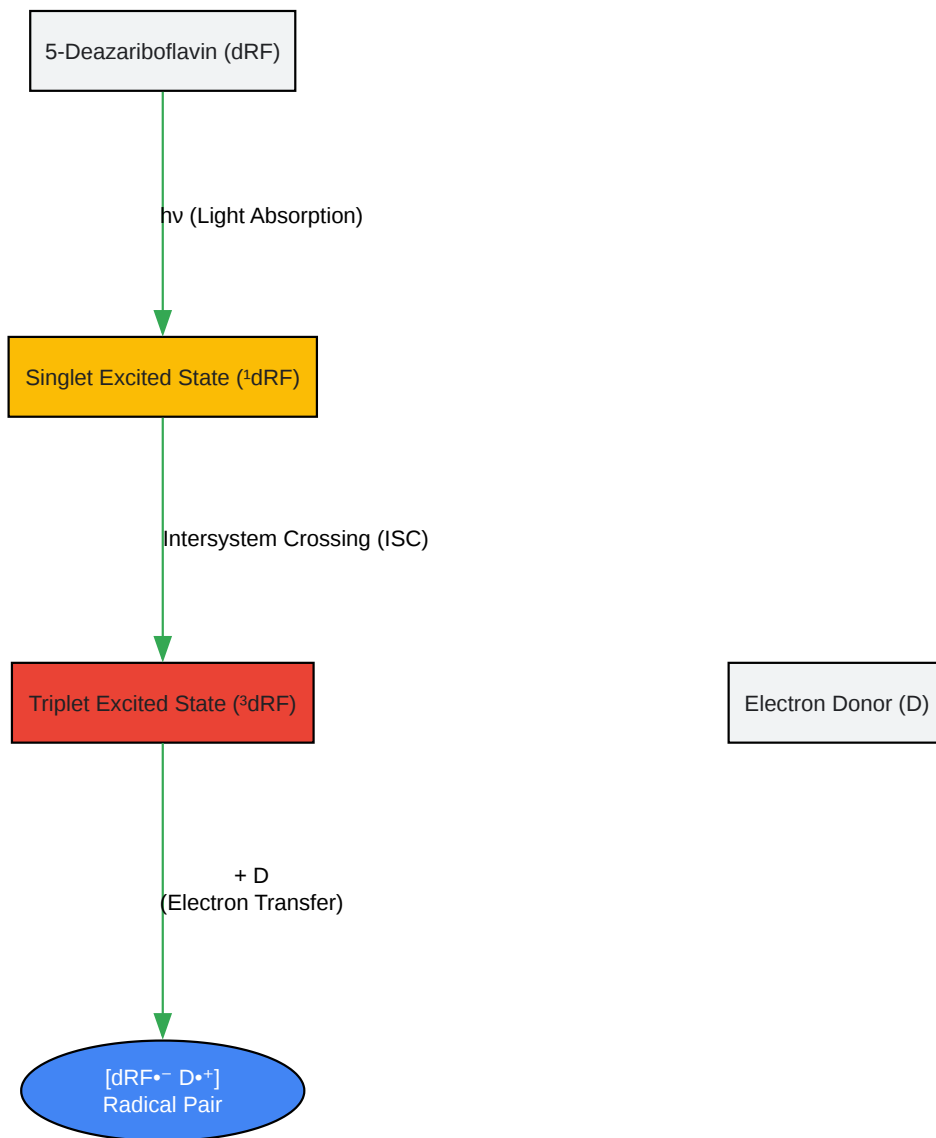 5-Deazariboflavin (dRF)
hν (Light Absorption)
Singlet Excited State (¹dRF)
Intersystem Crossing (ISC)
Triplet Excited State (³dRF)
Electron Donor (D)
+ D
(Electron Transfer)
[dRF•⁻ D•⁺]
Radical Pair